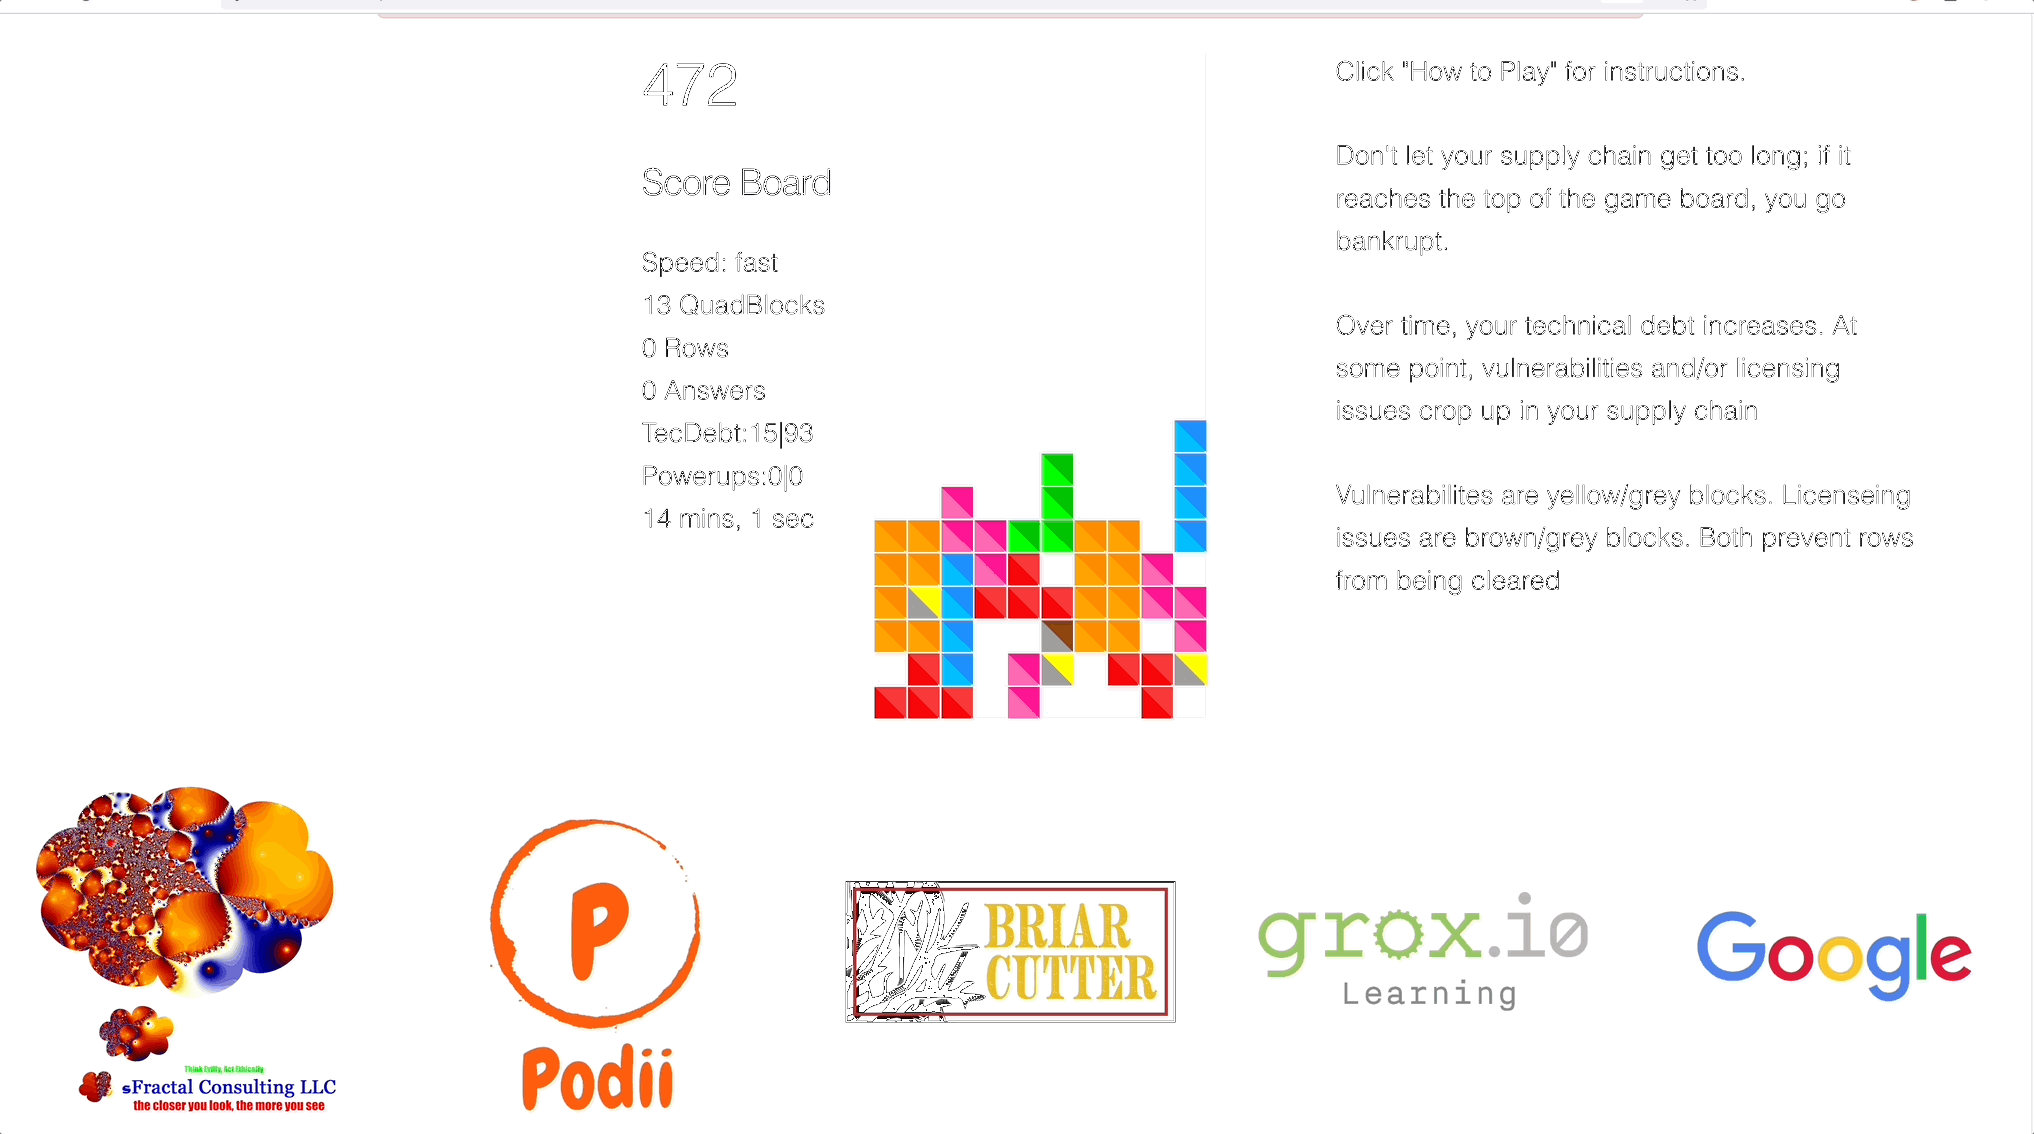 472
Score Board
Speed: fast
13 QuadBlocks
0 Rows
0 Answers
TecDebt:15|93
Powerups:0|0
14 mins, 1 sec
Click "How to Play" for instructions.
Don't let your supply chain get too long; if it
reaches the top of the game board, you go
bankrupt.
Over time, your technical debt increases. At
some point, vulnerabilities and/or licensing
issues crop up in your supply chain
Vulnerabilites are yellow/grey blocks. Licenseing
issues are brown/grey blocks. Both prevent rows
from being cleared
Think Evilly, Act Ethically
sFractal Consulting LLC
the closer you look, the more you see
P
Podii
BRIAR
CUTTER
grox.io
Learning
Google